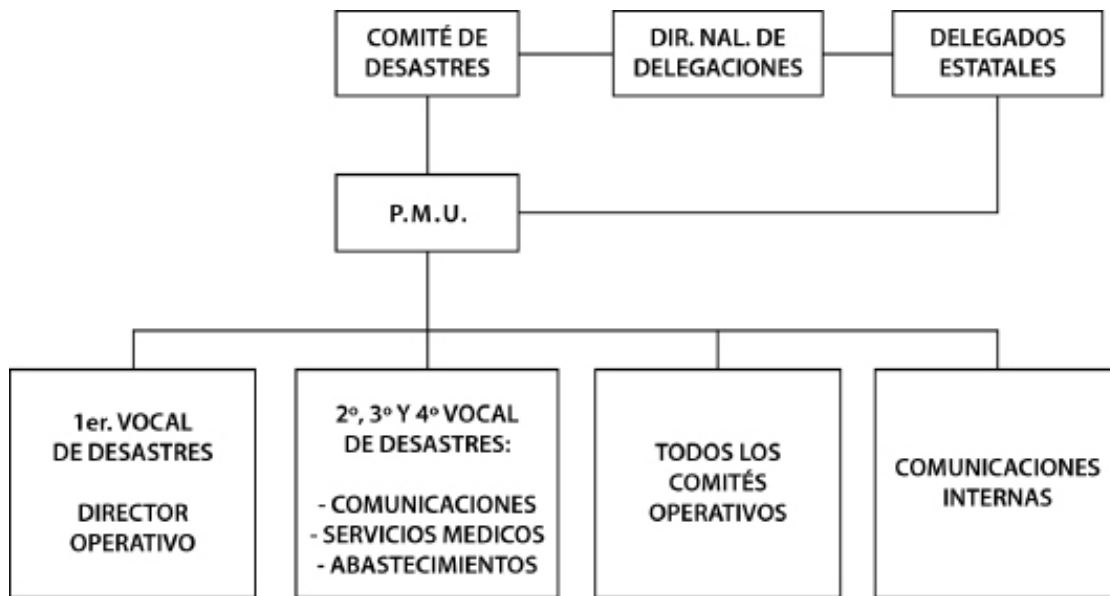 COMITÉ DE
DESASTRES
DIR. NAL. DE
DELEGACIONES
DELEGADOS
ESTATALES
P.M.U.
1er. VOCAL
DE DESASTRES
DIRECTOR
OPERATIVO
2º, 3º Y 4º VOCAL
DE DESASTRES:
- COMUNICACIONES
- SERVICIOS MEDICOS
- ABASTECIMIENTOS
TODOS LOS
COMITÉS
OPERATIVOS
COMUNICACIONES
INTERNAS